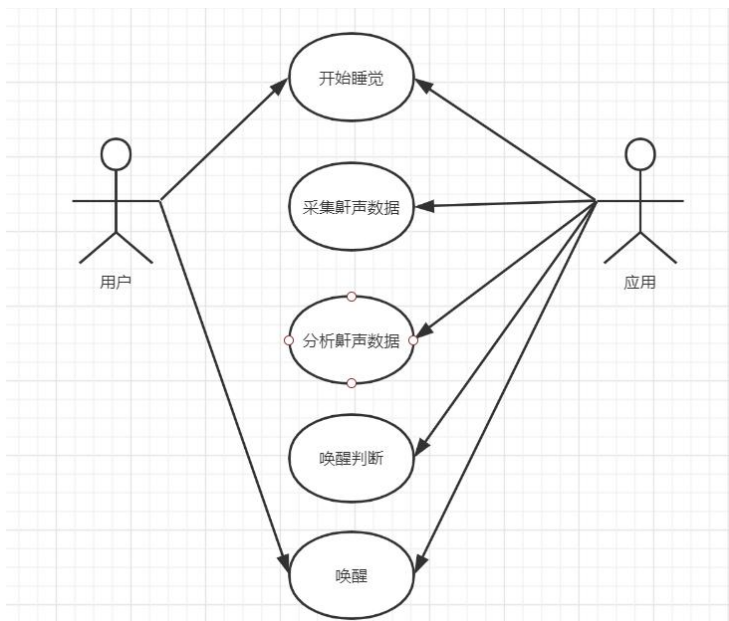 开始睡觉
采集鼾声数据
用户
应用
分析鼾声数据
唤醒判断
唤醒